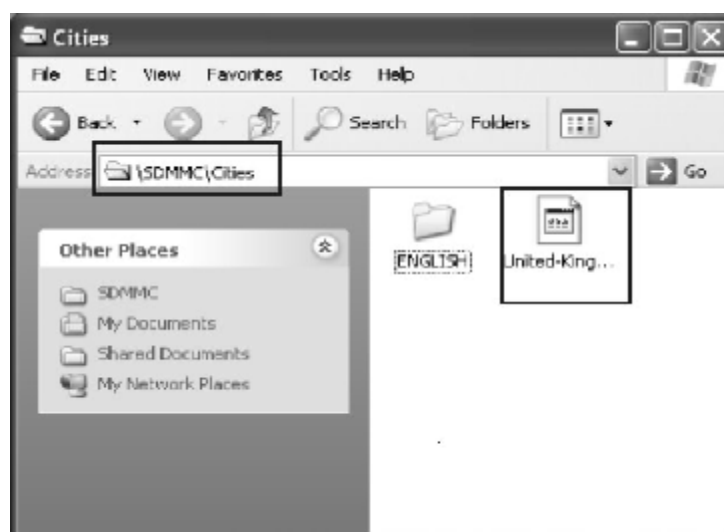 Cities
File Edit View Favorites Tools Help
Back Search Folders
Address \SDMMC\Cities Go
Other Places
SDMMC
My Documents
Shared Documents
My Network Places
ENGLISH United-King...